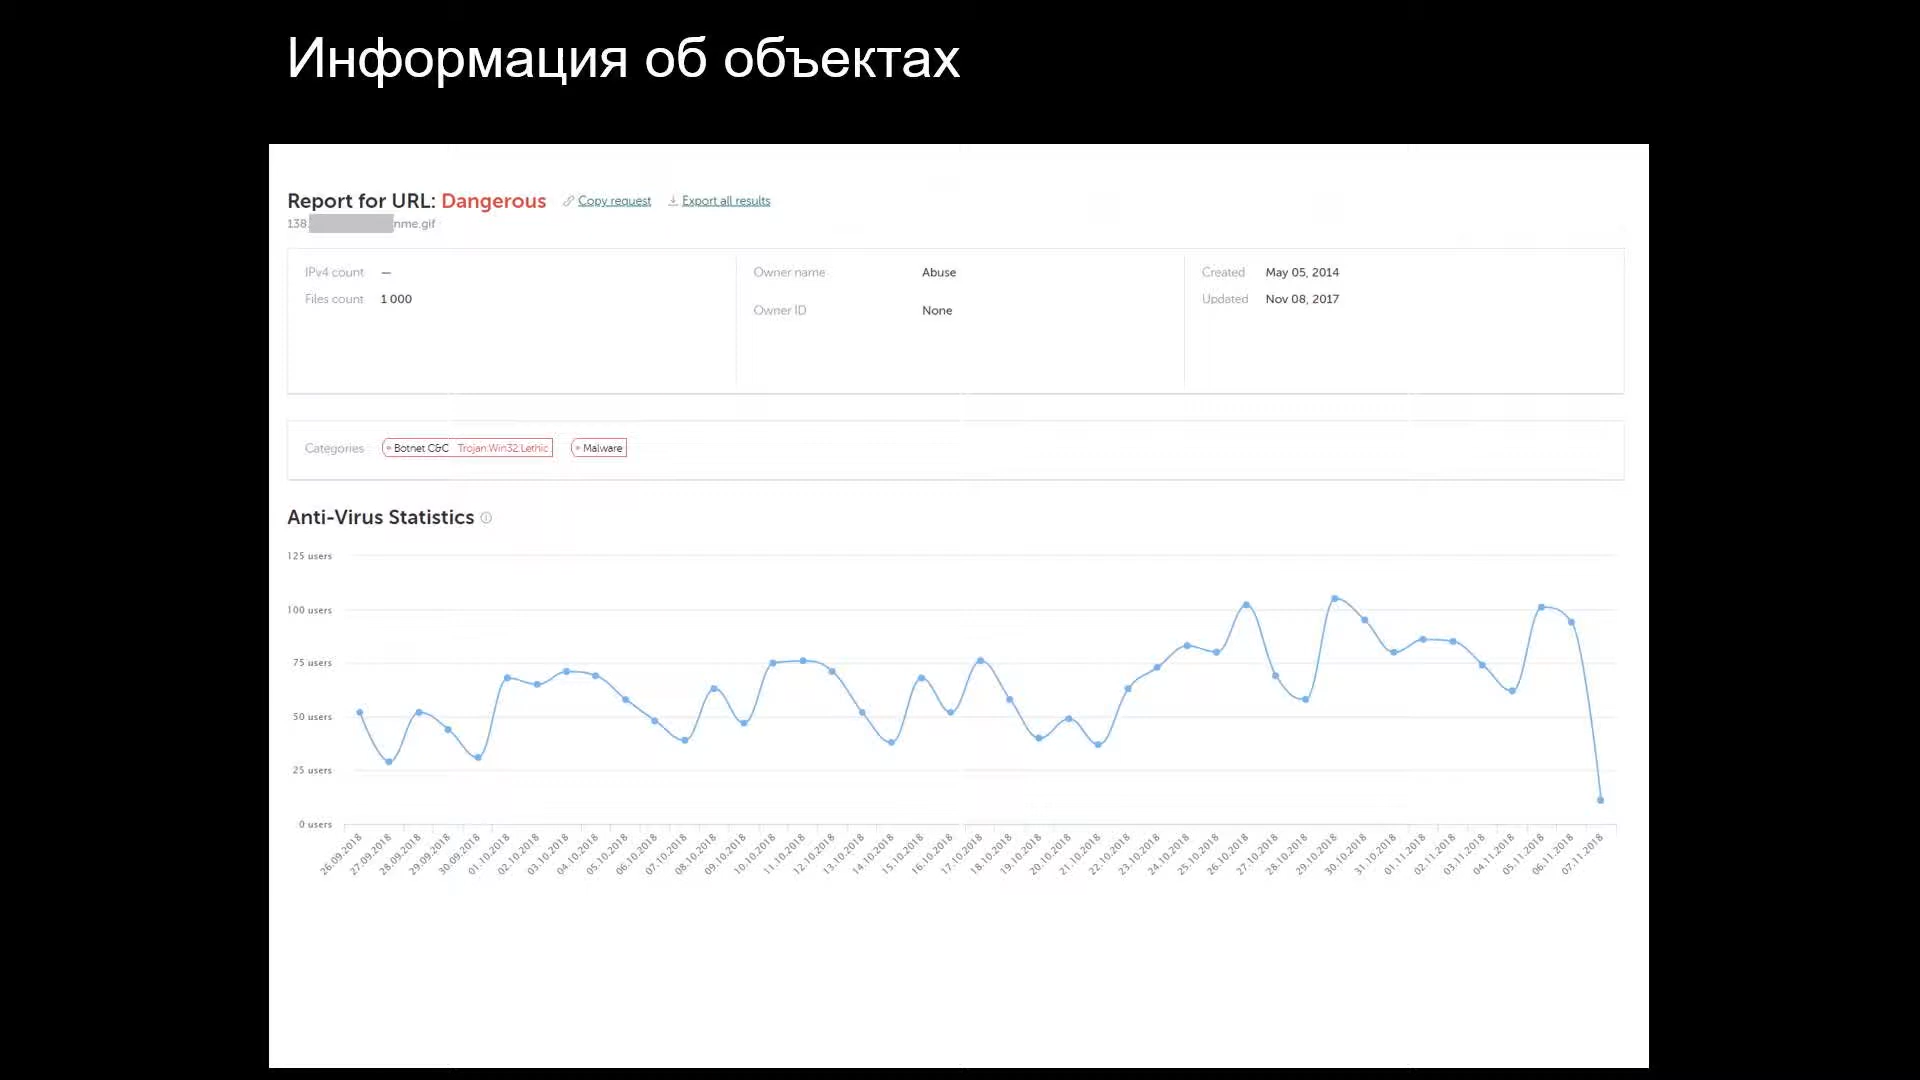 Информация об объектах
Report for URL: Dangerous Copy request Export all results
138. nme.gif
IPv4 count — Owner name Abuse Created May 05, 2014
Files count 1 000 Owner ID None Updated Nov 08, 2017
Categories Botnet C&C Trojan.Win32.Lethic Malware
Anti-Virus Statistics
125 users
100 users
75 users
50 users
25 users
0 users
26.09.2018 27.09.2018 28.09.2018 29.09.2018 30.09.2018 01.10.2018 02.10.2018 03.10.2018 04.10.2018 05.10.2018 06.10.2018 07.10.2018 08.10.2018 09.10.2018 10.10.2018 11.10.2018 12.10.2018 13.10.2018 14.10.2018 15.10.2018 16.10.2018 17.10.2018 18.10.2018 19.10.2018 20.10.2018 21.10.2018 22.10.2018 23.10.2018 24.10.2018 25.10.2018 26.10.2018 27.10.2018 28.10.2018 29.10.2018 30.10.2018 31.10.2018 01.11.2018 02.11.2018 03.11.2018 04.11.2018 05.11.2018 06.11.2018 07.11.2018